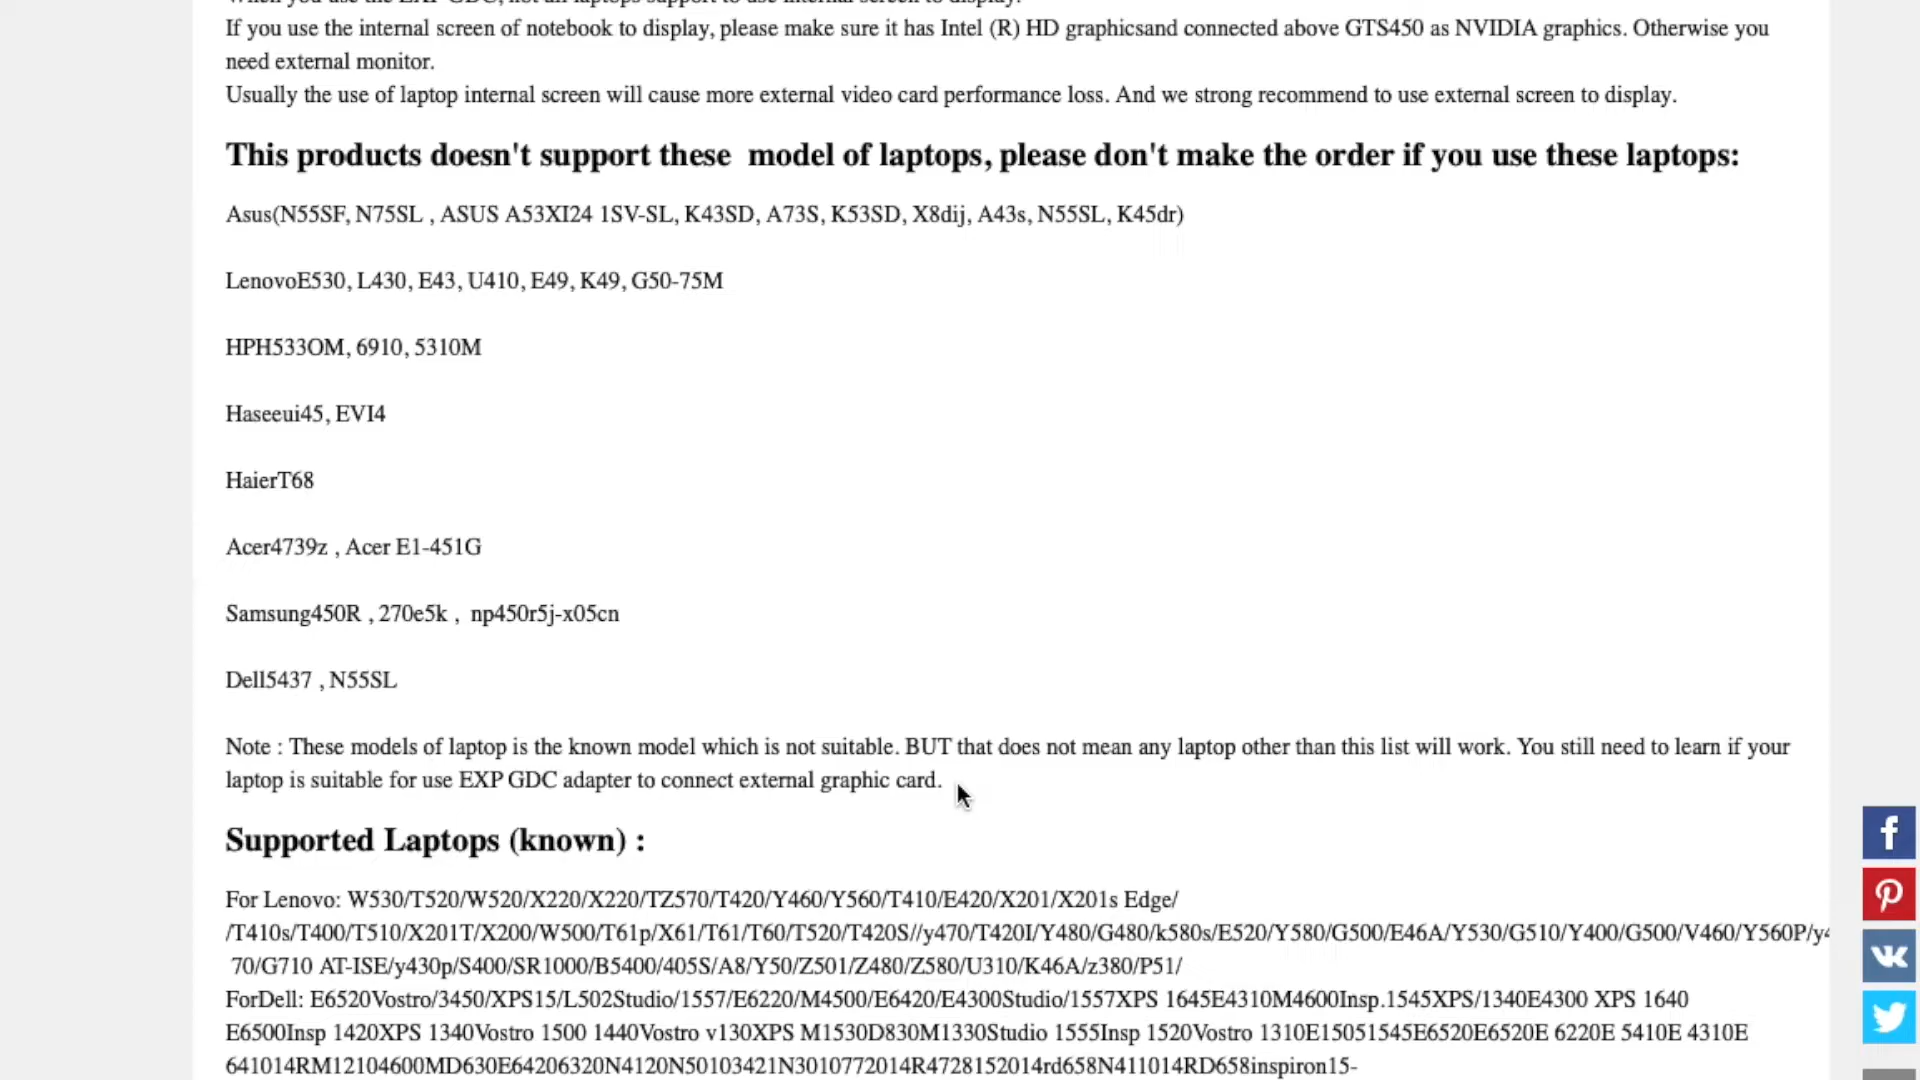 If you use the internal screen of notebook to display, please make sure it has Intel (R) HD graphicsand connected above GTS450 as NVIDIA graphics. Otherwise you
need external monitor.
Usually the use of laptop internal screen will cause more external video card performance loss. And we strong recommend to use external screen to display.
This products doesn't support these  model of laptops, please don't make the order if you use these laptops:
Asus(N55SF, N75SL , ASUS A53XI24 1SV-SL, K43SD, A73S, K53SD, X8dij, A43s, N55SL, K45dr)
LenovoE530, L430, E43, U410, E49, K49, G50-75M
HPH533OM, 6910, 5310M
Haseeui45, EVI4
HaierT68
Acer4739z , Acer E1-451G
Samsung450R , 270e5k ,  np450r5j-x05cn
Dell5437 , N55SL
Note : These models of laptop is the known model which is not suitable. BUT that does not mean any laptop other than this list will work. You still need to learn if your
laptop is suitable for use EXP GDC adapter to connect external graphic card.
Supported Laptops (known) :
For Lenovo: W530/T520/W520/X220/X220/TZ570/T420/Y460/Y560/T410/E420/X201/X201s Edge/
/T410s/T400/T510/X201T/X200/W500/T61p/X61/T61/T60/T520/T420S//y470/T420I/Y480/G480/k580s/E520/Y580/G500/E46A/Y530/G510/Y400/G500/V460/Y560P/y4
70/G710 AT-ISE/y430p/S400/SR1000/B5400/405S/A8/Y50/Z501/Z480/Z580/U310/K46A/z380/P51/
ForDell: E6520Vostro/3450/XPS15/L502Studio/1557/E6220/M4500/E6420/E4300Studio/1557XPS 1645E4310M4600Insp.1545XPS/1340E4300 XPS 1640
E6500Insp 1420XPS 1340Vostro 1500 1440Vostro v130XPS M1530D830M1330Studio 1555Insp 1520Vostro 1310E15051545E6520E6520E 6220E 5410E 4310E
641014RM12104600MD630E64206320N4120N50103421N3010772014R4728152014rd658N411014RD658inspiron15-